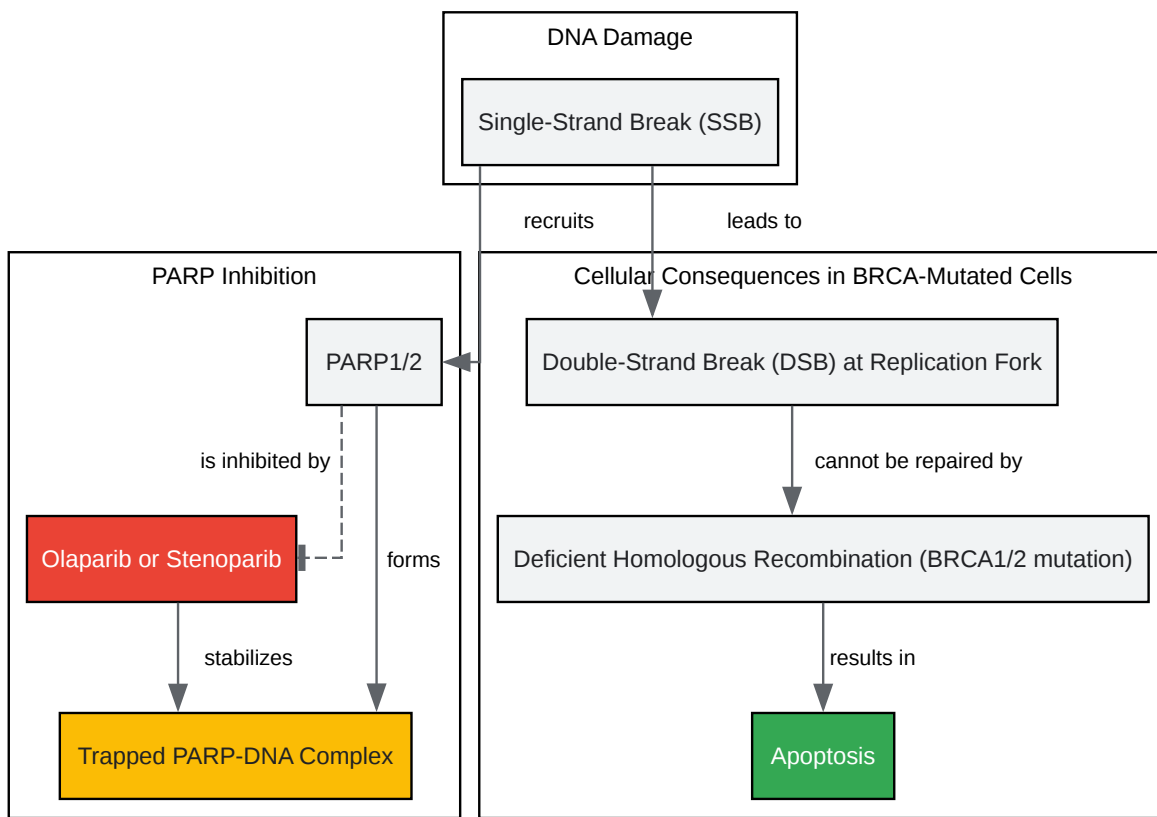 DNA Damage
Single-Strand Break (SSB)
recruits
leads to
PARP Inhibition
Cellular Consequences in BRCA-Mutated Cells
PARP1/2
Double-Strand Break (DSB) at Replication Fork
is inhibited by
cannot be repaired by
Olaparib or Stenoparib
forms
Deficient Homologous Recombination (BRCA1/2 mutation)
stabilizes
results in
Trapped PARP-DNA Complex
Apoptosis